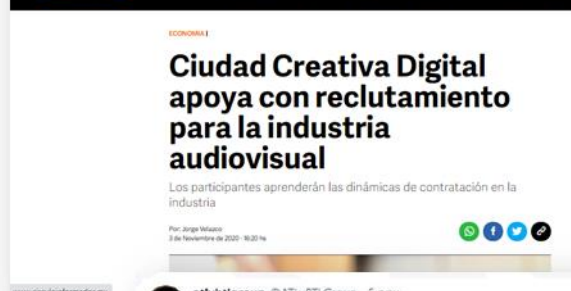 ECONOMÍA |
Ciudad Creativa Digital
apoya con reclutamiento
para la industria
audiovisual
Los participantes aprenderán las dinámicas de contratación en la
industria
Por: Jorge Velazco
3 de Noviembre de 2020 - 16:20 hs